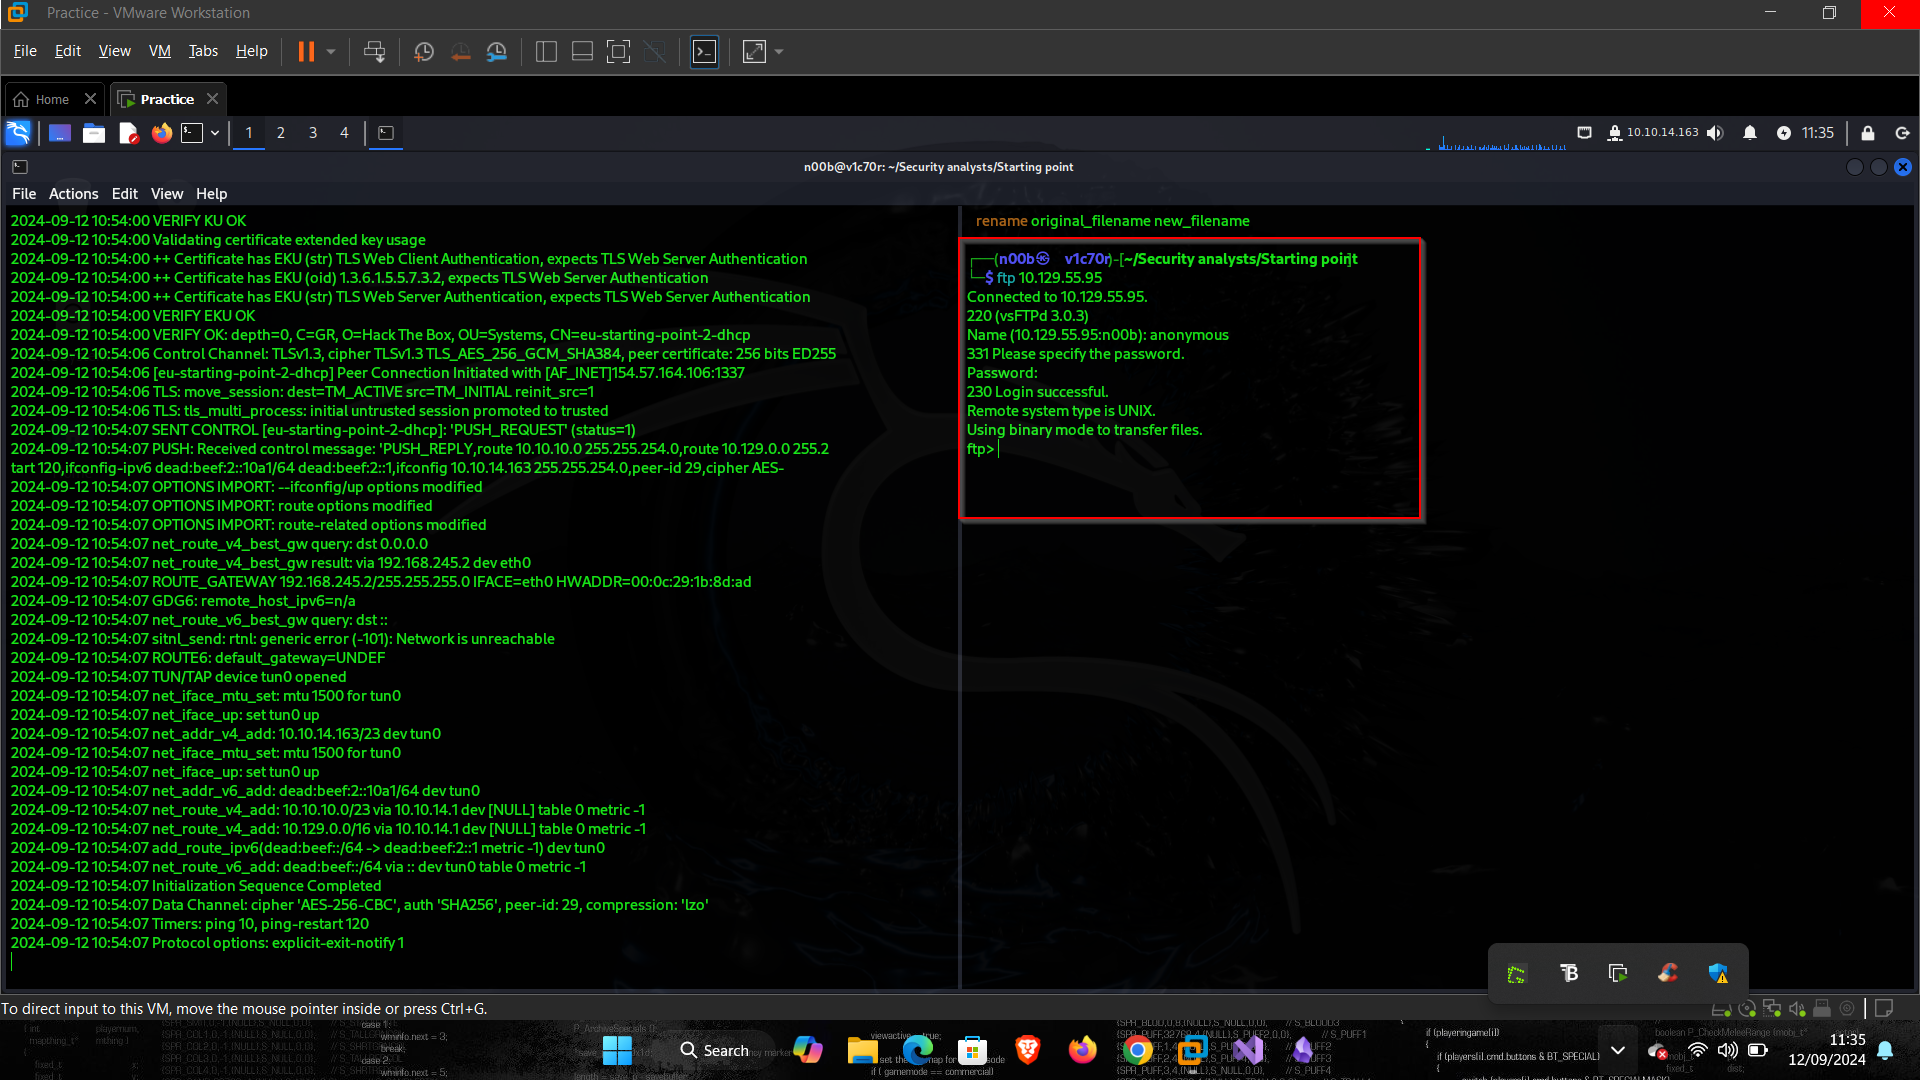 Practice - VMware Workstation
File Edit View VM Tabs Help
Home Practice
1 2 3 4 10.10.14.163 11:35
n00b@v1c70r: ~/Security analysts/Starting point
File Actions Edit View Help
2024-09-12 10:54:00 VERIFY KU OK
2024-09-12 10:54:00 Validating certificate extended key usage
2024-09-12 10:54:00 ++ Certificate has EKU (str) TLS Web Client Authentication, expects TLS Web Server Authentication
2024-09-12 10:54:00 ++ Certificate has EKU (oid) 1.3.6.1.5.5.7.3.2, expects TLS Web Server Authentication
2024-09-12 10:54:00 ++ Certificate has EKU (str) TLS Web Server Authentication, expects TLS Web Server Authentication
2024-09-12 10:54:00 VERIFY EKU OK
2024-09-12 10:54:00 VERIFY OK: depth=0, C=GR, O=Hack The Box, OU=Systems, CN=eu-starting-point-2-dhcp
2024-09-12 10:54:06 Control Channel: TLSv1.3, cipher TLSv1.3 TLS_AES_256_GCM_SHA384, peer certificate: 256 bits ED255
2024-09-12 10:54:06 [eu-starting-point-2-dhcp] Peer Connection Initiated with [AF_INET]154.57.164.106:1337
2024-09-12 10:54:06 TLS: move_session: dest=TM_ACTIVE src=TM_INITIAL reinit_src=1
2024-09-12 10:54:06 TLS: tls_multi_process: initial untrusted session promoted to trusted
2024-09-12 10:54:07 SENT CONTROL [eu-starting-point-2-dhcp]: 'PUSH_REQUEST' (status=1)
2024-09-12 10:54:07 PUSH: Received control message: 'PUSH_REPLY,route 10.10.10.0 255.255.254.0,route 10.129.0.0 255.2
tart 120,ifconfig-ipv6 dead:beef:2::10a1/64 dead:beef:2::1,ifconfig 10.10.14.163 255.255.254.0,peer-id 29,cipher AES-
2024-09-12 10:54:07 OPTIONS IMPORT: --ifconfig/up options modified
2024-09-12 10:54:07 OPTIONS IMPORT: route options modified
2024-09-12 10:54:07 OPTIONS IMPORT: route-related options modified
2024-09-12 10:54:07 net_route_v4_best_gw query: dst 0.0.0.0
2024-09-12 10:54:07 net_route_v4_best_gw result: via 192.168.245.2 dev eth0
2024-09-12 10:54:07 ROUTE_GATEWAY 192.168.245.2/255.255.255.0 IFACE=eth0 HWADDR=00:0c:29:1b:8d:ad
2024-09-12 10:54:07 GDG6: remote_host_ipv6=n/a
2024-09-12 10:54:07 net_route_v6_best_gw query: dst ::
2024-09-12 10:54:07 sitnl_send: rtnl: generic error (-101): Network is unreachable
2024-09-12 10:54:07 ROUTE6: default_gateway=UNDEF
2024-09-12 10:54:07 TUN/TAP device tun0 opened
2024-09-12 10:54:07 net_iface_mtu_set: mtu 1500 for tun0
2024-09-12 10:54:07 net_iface_up: set tun0 up
2024-09-12 10:54:07 net_addr_v4_add: 10.10.14.163/23 dev tun0
2024-09-12 10:54:07 net_iface_mtu_set: mtu 1500 for tun0
2024-09-12 10:54:07 net_iface_up: set tun0 up
2024-09-12 10:54:07 net_addr_v6_add: dead:beef:2::10a1/64 dev tun0
2024-09-12 10:54:07 net_route_v4_add: 10.10.10.0/23 via 10.10.14.1 dev [NULL] table 0 metric -1
2024-09-12 10:54:07 net_route_v4_add: 10.129.0.0/16 via 10.10.14.1 dev [NULL] table 0 metric -1
2024-09-12 10:54:07 add_route_ipv6(dead:beef::/64 -> dead:beef:2::1 metric -1) dev tun0
2024-09-12 10:54:07 net_route_v6_add: dead:beef::/64 via :: dev tun0 table 0 metric -1
2024-09-12 10:54:07 Initialization Sequence Completed
2024-09-12 10:54:07 Data Channel: cipher 'AES-256-CBC', auth 'SHA256', peer-id: 29, compression: 'lzo'
2024-09-12 10:54:07 Timers: ping 10, ping-restart 120
2024-09-12 10:54:07 Protocol options: explicit-exit-notify 1
rename original_filename new_filename
(n00b㉿v1c70r)-[~/Security analysts/Starting point]
$ ftp 10.129.55.95
Connected to 10.129.55.95.
220 (vsFTPd 3.0.3)
Name (10.129.55.95:n00b): anonymous
331 Please specify the password.
Password:
230 Login successful.
Remote system type is UNIX.
Using binary mode to transfer files.
ftp>
To direct input to this VM, move the mouse pointer inside or press Ctrl+G.
Search
11:35
12/09/2024